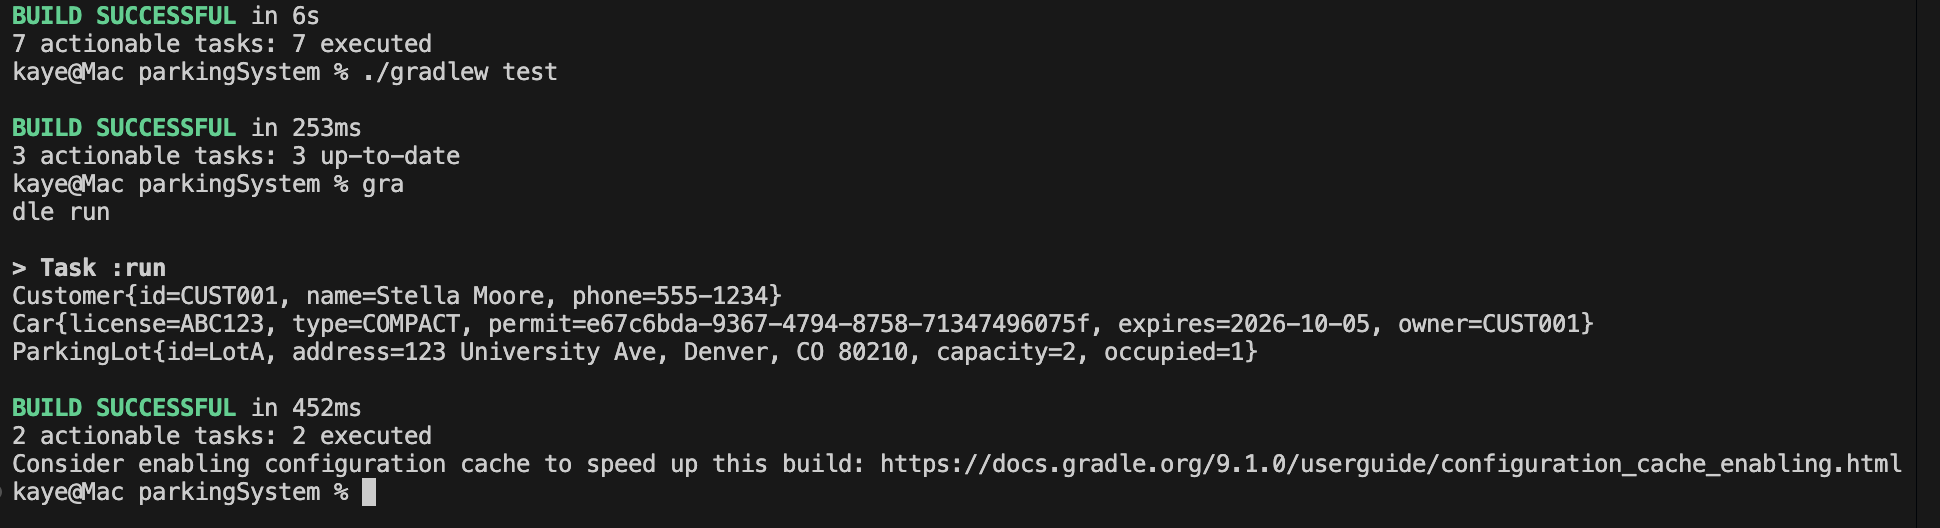 BUILD SUCCESSFUL in 6s
7 actionable tasks: 7 executed
kaye@Mac parkingSystem % ./gradlew test
BUILD SUCCESSFUL in 253ms
3 actionable tasks: 3 up-to-date
kaye@Mac parkingSystem % gra
dle run
> Task :run
Customer{id=CUST001, name=Stella Moore, phone=555-1234}
Car{license=ABC123, type=COMPACT, permit=e67c6bda-9367-4794-8758-71347496075f, expires=2026-10-05, owner=CUST001}
ParkingLot{id=LotA, address=123 University Ave, Denver, CO 80210, capacity=2, occupied=1}
BUILD SUCCESSFUL in 452ms
2 actionable tasks: 2 executed
Consider enabling configuration cache to speed up this build: https://docs.gradle.org/9.1.0/userguide/configuration_cache_enabling.html
kaye@Mac parkingSystem %